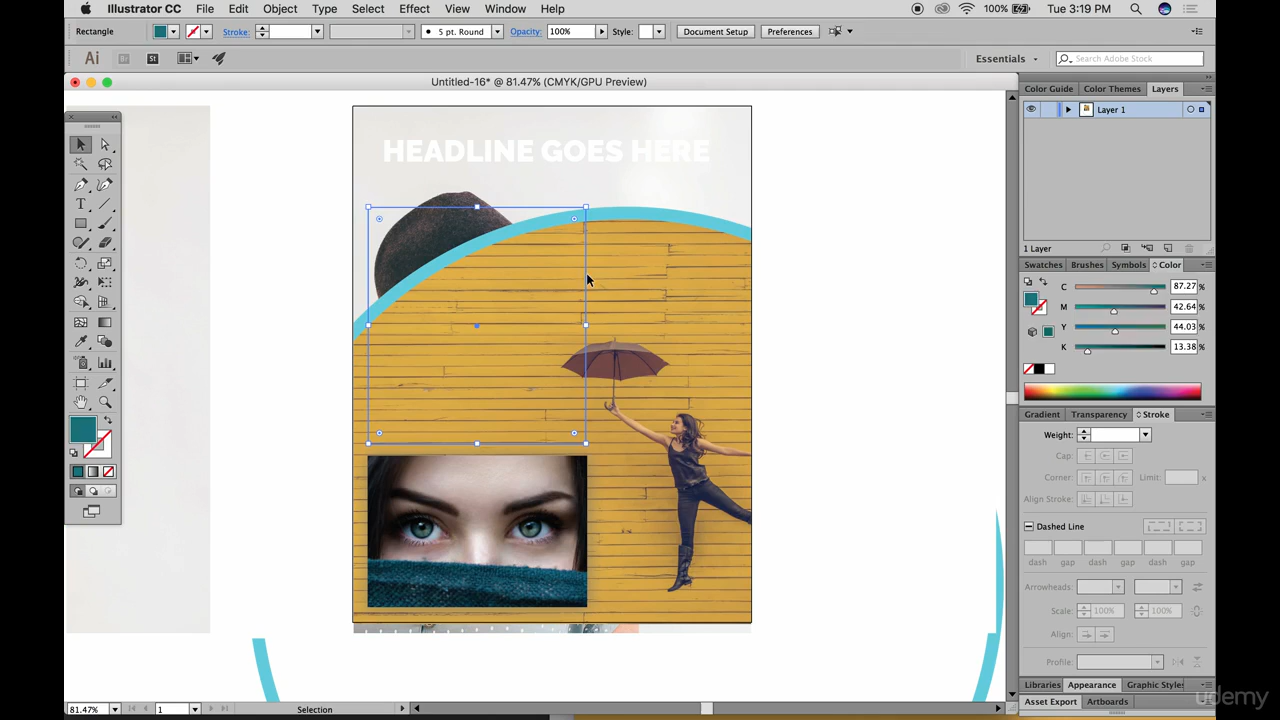 Illustrator CC File Edit Object Type Select Effect View Window Help 100% Tue 3:19 PM
Rectangle Stroke: 5 pt. Round Opacity: 100% Style: Document Setup Preferences
Ai St Essentials Search Adobe Stock
Untitled-16* @ 81.47% (CMYK/GPU Preview)
Color Guide Color Themes Layers
Layer 1
HEADLINE GOES HERE
1 Layer
Swatches Brushes Symbols Color
C 87.27 %
M 42.64 %
Y 44.03 %
K 13.38 %
Gradient Transparency Stroke
Weight:
Cap:
Corner: Limit: x
Align Stroke:
Dashed Line
dash gap dash gap dash gap
Arrowheads:
Scale: 100% 100%
Align:
Profile:
Libraries Appearance Graphic Styles
Asset Export Artboards
81.47% 1 Selection
udemy